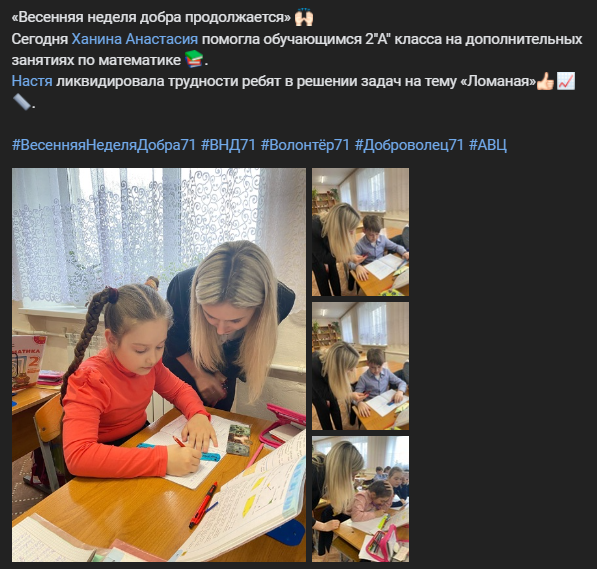 «Весенняя неделя добра продолжается» 🙌🏻
Сегодня Ханина Анастасия помогла обучающимся 2"А" класса на дополнительных
занятиях по математике 📚.
Настя ликвидировала трудности ребят в решении задач на тему «Ломаная»👍🏻📈
📏.
#ВесенняяНеделяДобра71 #ВНД71 #Волонтёр71 #Доброволец71 #АВЦ